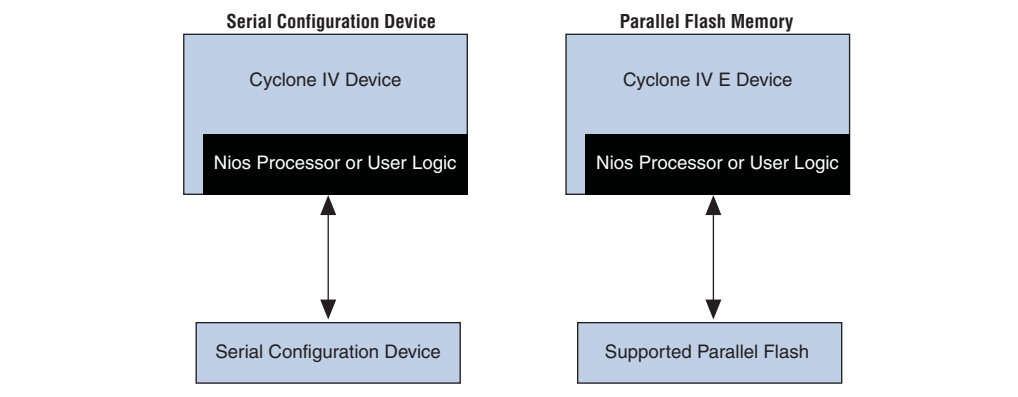 Serial Configuration Device
Cyclone IV Device
Nios Processor or User Logic
Serial Configuration Device
Parallel Flash Memory
Cyclone IV E Device
Nios Processor or User Logic
Supported Parallel Flash